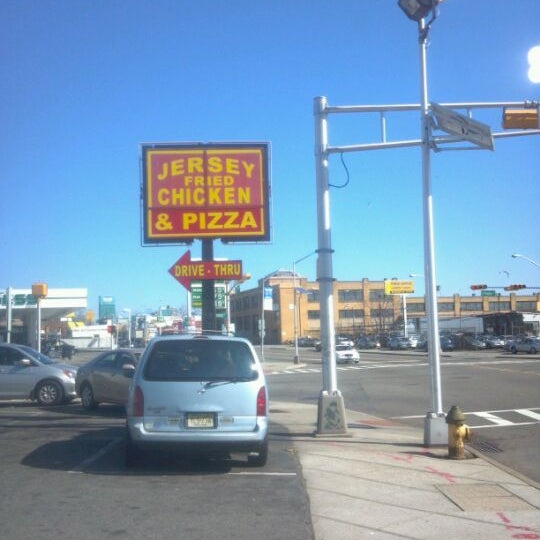 JERSEY
FRIED
CHICKEN
& PIZZA
DRIVE-THRU